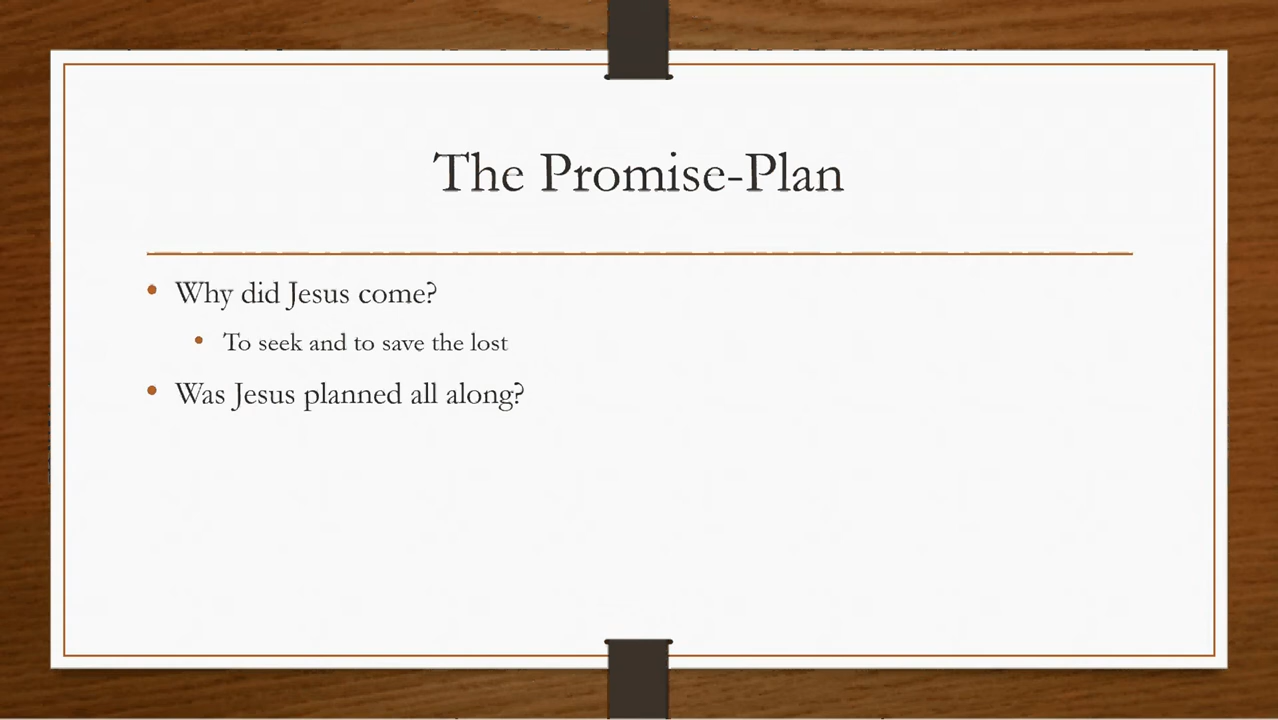 The Promise-Plan
• Why did Jesus come?
• To seek and to save the lost
• Was Jesus planned all along?